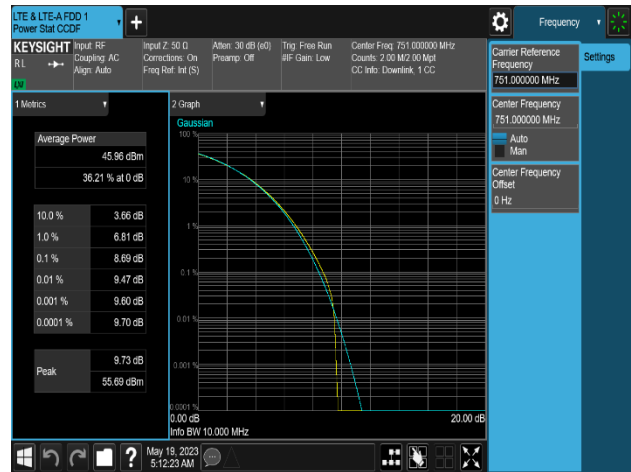 LTE & LTE-A FDD 1
Power Stat CCDF
Frequency
KEYSIGHT
Input: RF
Coupling: AC
Align: Auto
Input Z: 50 Ω
Corrections: On
Freq Ref: Int (S)
Atten: 30 dB (e0)
Preamp: Off
Trig: Free Run
#IF Gain: Low
Center Freq: 751.000000 MHz
Counts: 2.00 M/2.00 Mpt
CC Info: Downlink, 1 CC
R L
Carrier Reference
Frequency
751.000000 MHz
Settings
Center Frequency
751.000000 MHz
Auto
Man
Center Frequency
Offset
0 Hz
1 Metrics
Average Power
45.96 dBm
36.21 % at 0 dB
10.0 % 3.66 dB
1.0 % 6.81 dB
0.1 % 8.69 dB
0.01 % 9.47 dB
0.001 % 9.60 dB
0.0001 % 9.70 dB
Peak
9.73 dB
55.69 dBm
2 Graph
Gaussian
100 %
10 %
1 %
0.1 %
0.01 %
0.001 %
0.0001 %
0.00 dB
20.00 dB
Info BW 10.000 MHz
?
May 19, 2023
5:12:23 AM